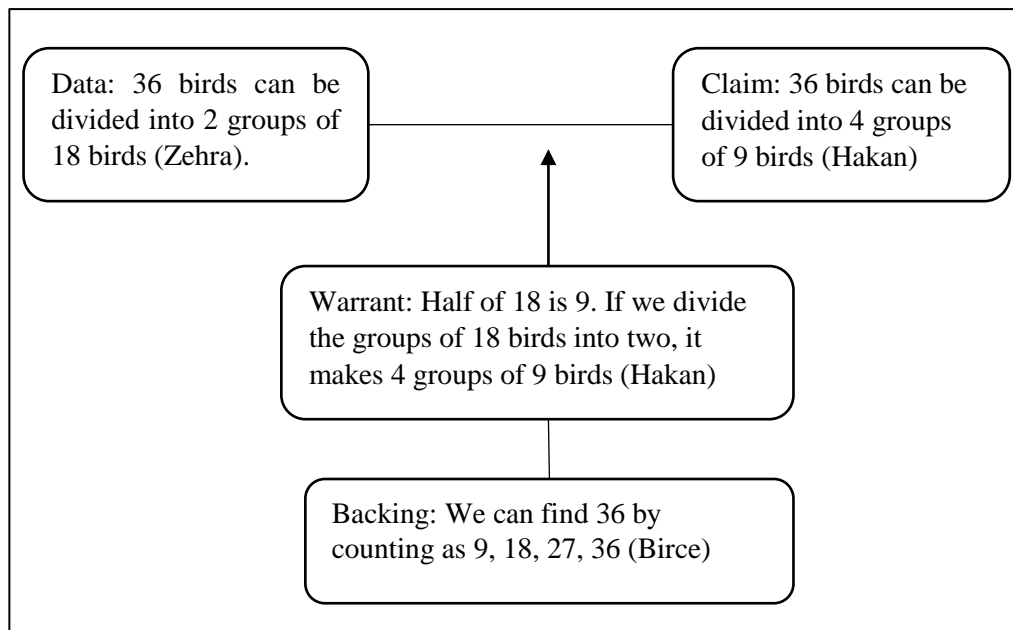 Data: 36 birds can be
divided into 2 groups of
18 birds (Zehra).
Claim: 36 birds can be
divided into 4 groups
of 9 birds (Hakan)
Warrant: Half of 18 is 9. If we divide
the groups of 18 birds into two, it
makes 4 groups of 9 birds (Hakan)
Backing: We can find 36 by
counting as 9, 18, 27, 36 (Birce)